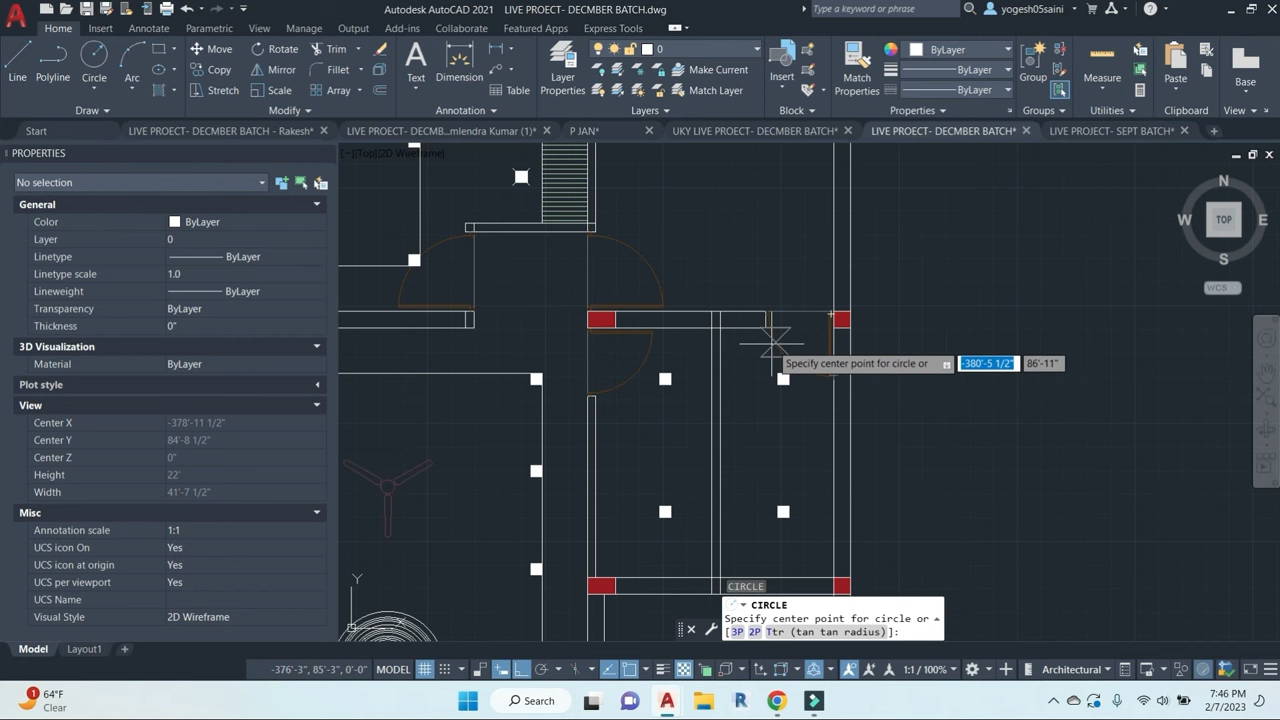 Autodesk AutoCAD 2021 LIVE PROECT- DECMBER BATCH.dwg
Type a keyword or phrase
yogesh05saini
Home Insert Annotate Parametric View Manage Output Add-ins Collaborate Featured Apps Express Tools
Move Rotate Trim
0
ByLayer
Line Polyline Circle Arc
Copy Mirror Fillet
Text Dimension
Layer Properties
Make Current
Insert
Match Properties
ByLayer
Group
Measure
Paste
Base
Stretch Scale Array
Table
Match Layer
ByLayer
Draw Modify Annotation Layers Block Properties Groups Utilities Clipboard View
Start LIVE PROECT- DECMBER BATCH - Rakesh* LIVE PROECT- DECMB...mlendra Kumar (1)* P JAN* UKY LIVE PROECT- DECMBER BATCH* LIVE PROECT- DECMBER BATCH* LIVE PROJECT- SEPT BATCH*
PROPERTIES
[−][Top][2D Wireframe]
No selection
General
Color ByLayer
Layer 0
Linetype ByLayer
Linetype scale 1.0
Lineweight ByLayer
Transparency ByLayer
Thickness 0"
3D Visualization
Material ByLayer
Plot style
View
Center X -378'-11 1/2"
Center Y 84'-8 1/2"
Center Z 0"
Height 22'
Width 41'-7 1/2"
Misc
Annotation scale 1:1
UCS icon On Yes
UCS icon at origin Yes
UCS per viewport Yes
UCS Name
Visual Style 2D Wireframe
N
W TOP E
S
WCS
Specify center point for circle or -380'-5 1/2" 86'-11"
Y
CIRCLE
CIRCLE
Specify center point for circle or
[3P 2P Ttr (tan tan radius)]:
Model Layout1
-376'-3", 85'-3", 0'-0" MODEL 1:1 / 100% Architectural
1
64°F
Clear
Search
7:46 PM
2/7/2023